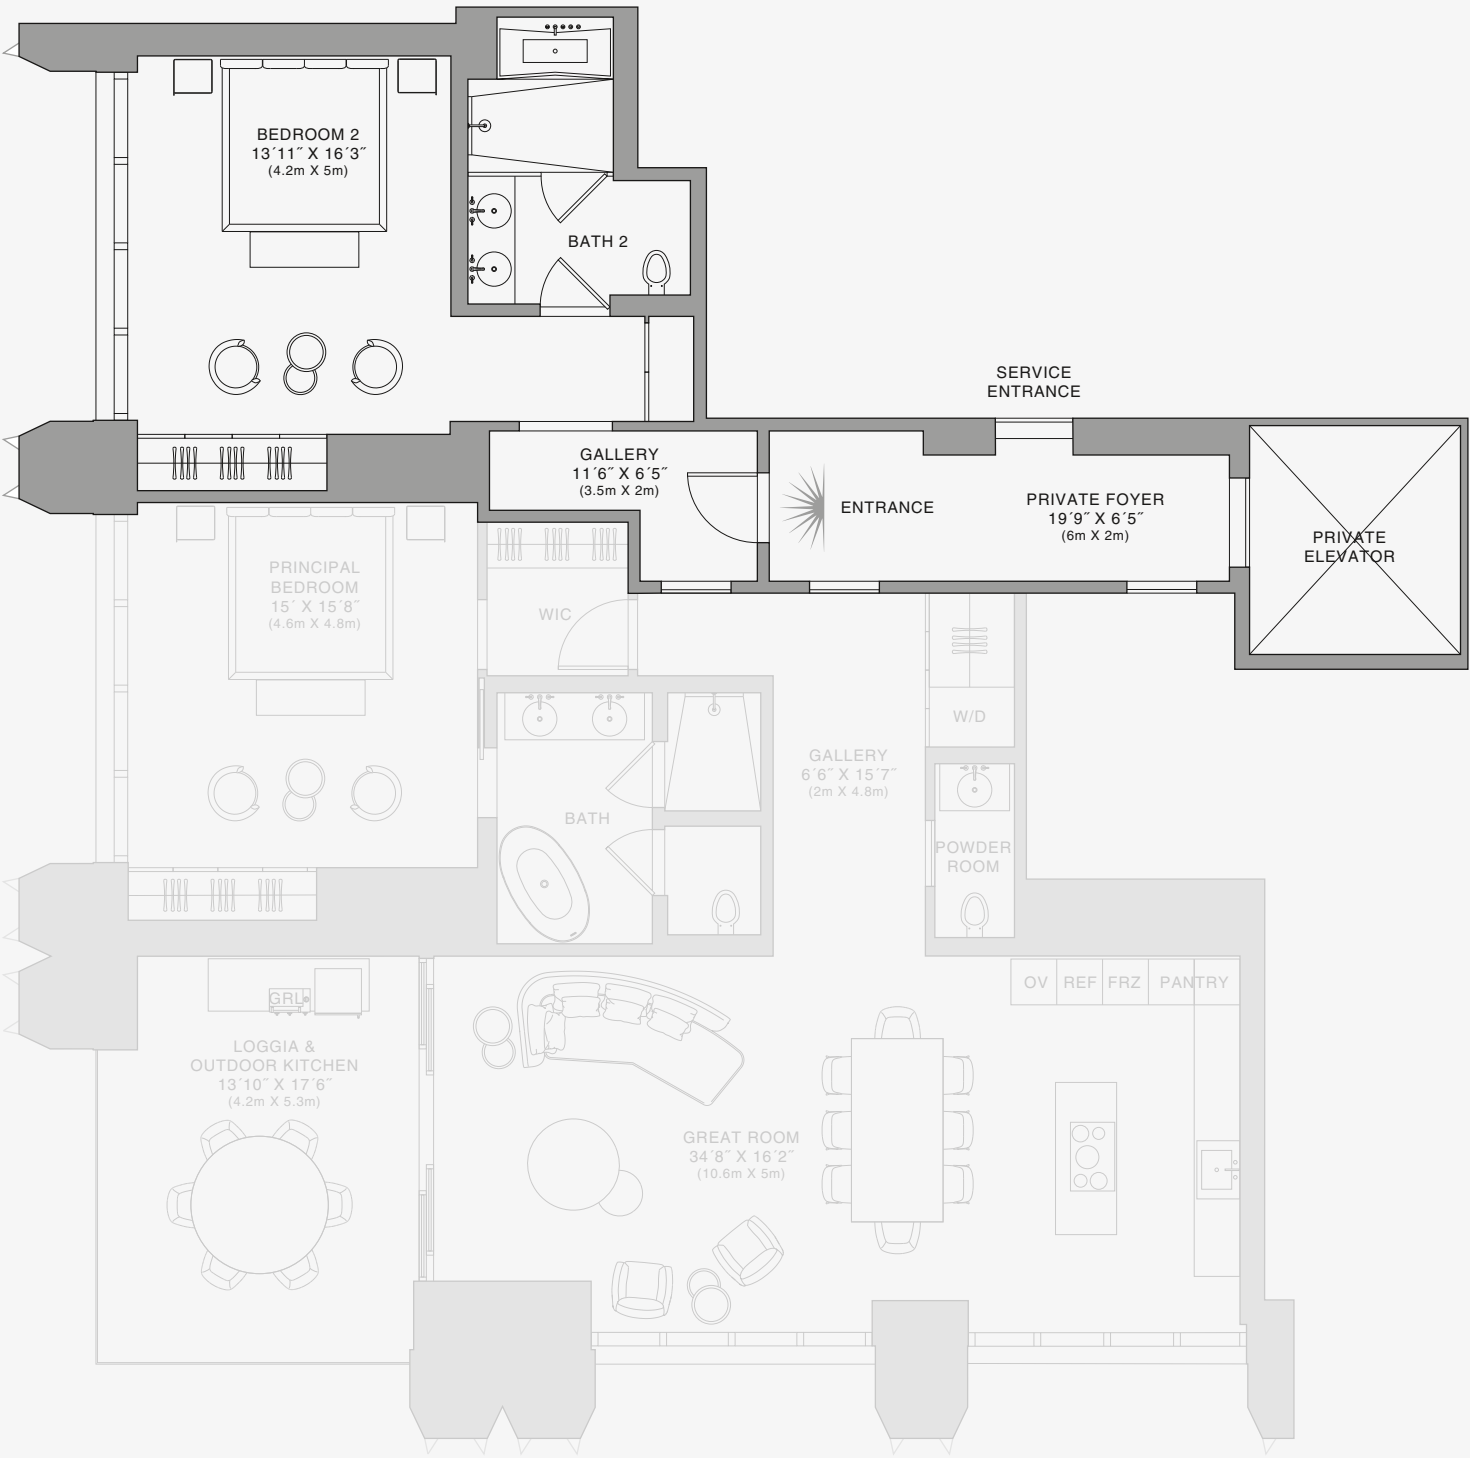 BEDROOM 2
13´11˝ X 16´3˝
(4.2m X 5m)
BATH 2
SERVICE
ENTRANCE
GALLERY
11´6˝ X 6´5˝
(3.5m X 2m)
ENTRANCE
PRIVATE FOYER
19´9˝ X 6´5˝
(6m X 2m)
PRIVATE
ELEVATOR
PRINCIPAL
BEDROOM
15´ X 15´8˝
(4.6m X 4.8m)
WIC
W/D
GALLERY
6´6˝ X 15´7˝
(2m X 4.8m)
BATH
POWDER
ROOM
GRL
OV
REF
FRZ
PANTRY
LOGGIA &
OUTDOOR KITCHEN
13´10˝ X 17´6˝
(4.2m X 5.3m)
GREAT ROOM
34´8˝ X 16´2˝
(10.6m X 5m)